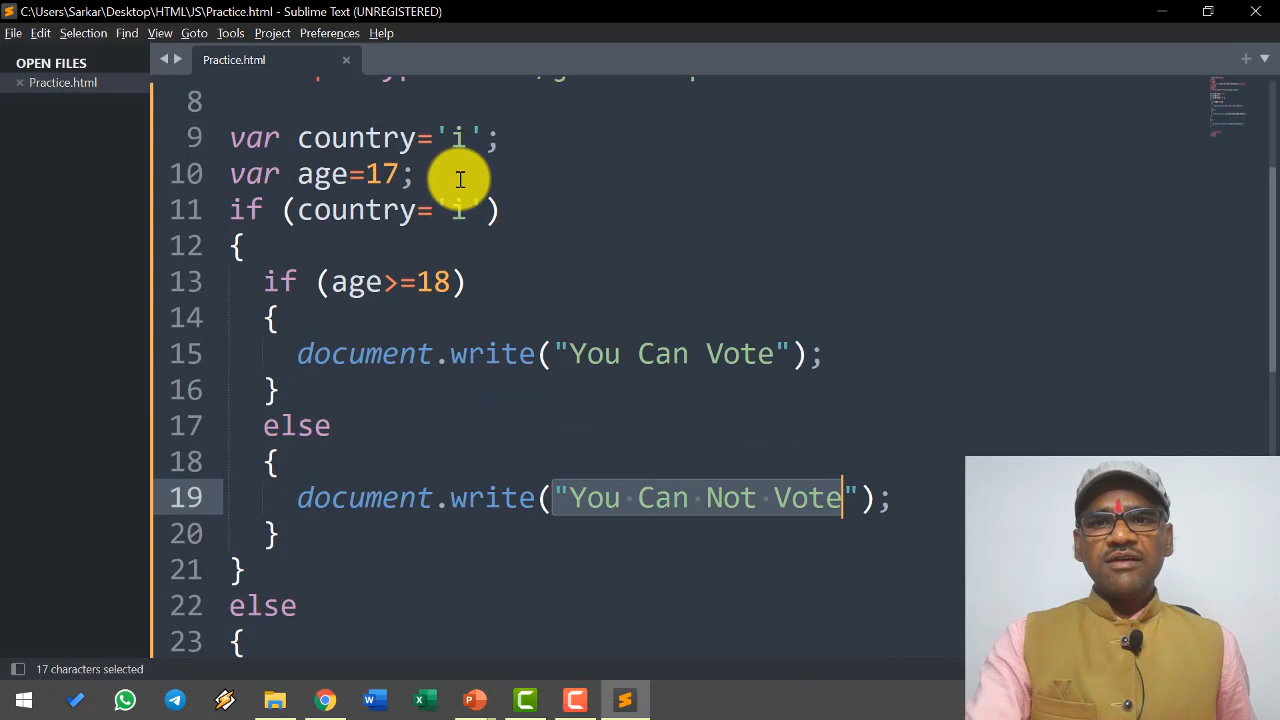 C:\Users\Sarkar\Desktop\HTML\JS\Practice.html - Sublime Text (UNREGISTERED)
File Edit Selection Find View Goto Tools Project Preferences Help
OPEN FILES
Practice.html
Practice.html
8
9 var country='i';
10 var age=17;
11 if (country='i')
12 {
13 if (age>=18)
14 {
15 document.write("You Can Vote");
16 }
17 else
18 {
19 document.write("You Can Not Vote");
20 }
21 }
22 else
23 {
17 characters selected